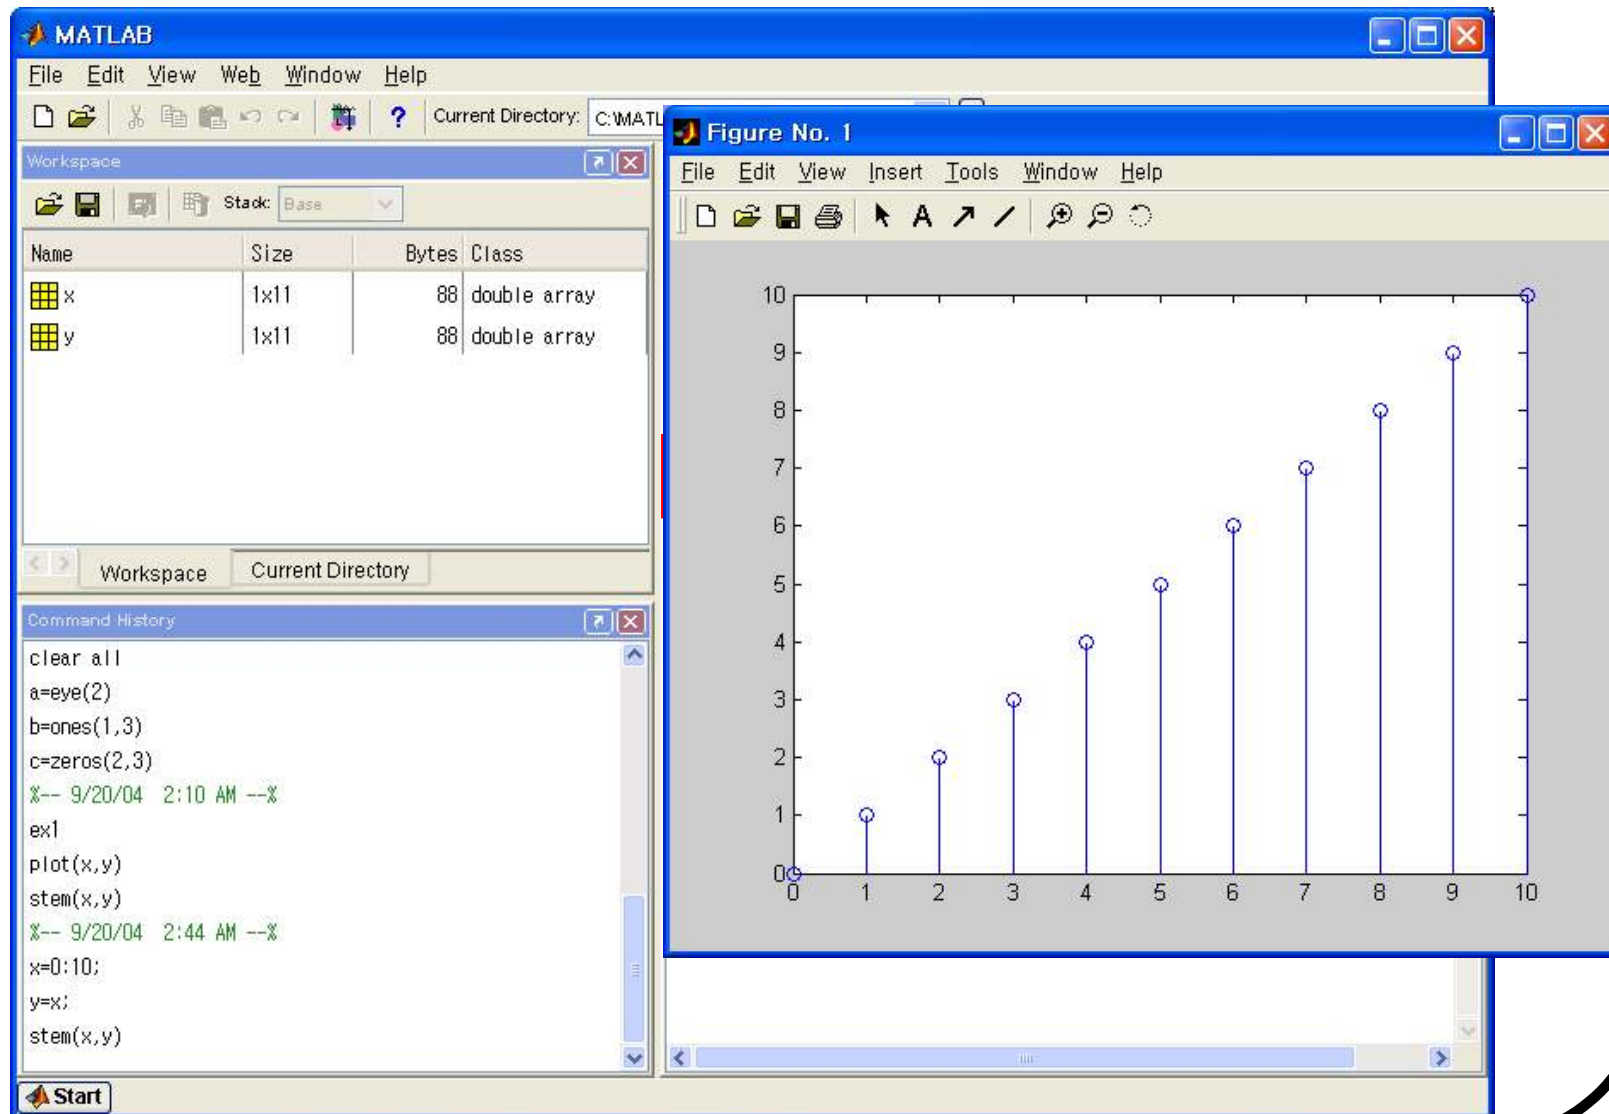 MATLAB
File Edit View Web Window Help
Current Directory: C:\MATL
Workspace
Stack: Base
Name Size Bytes Class
x 1x11 88 double array
y 1x11 88 double array
Workspace Current Directory
Command History
clear all
a=eye(2)
b=ones(1,3)
c=zeros(2,3)
%-- 9/20/04 2:10 AM --%
ex1
plot(x,y)
stem(x,y)
%-- 9/20/04 2:44 AM --%
x=0:10;
y=x;
stem(x,y)
Start
Figure No. 1
File Edit View Insert Tools Window Help
A
10
9
8
7
6
5
4
3
2
1
0
0 1 2 3 4 5 6 7 8 9 10